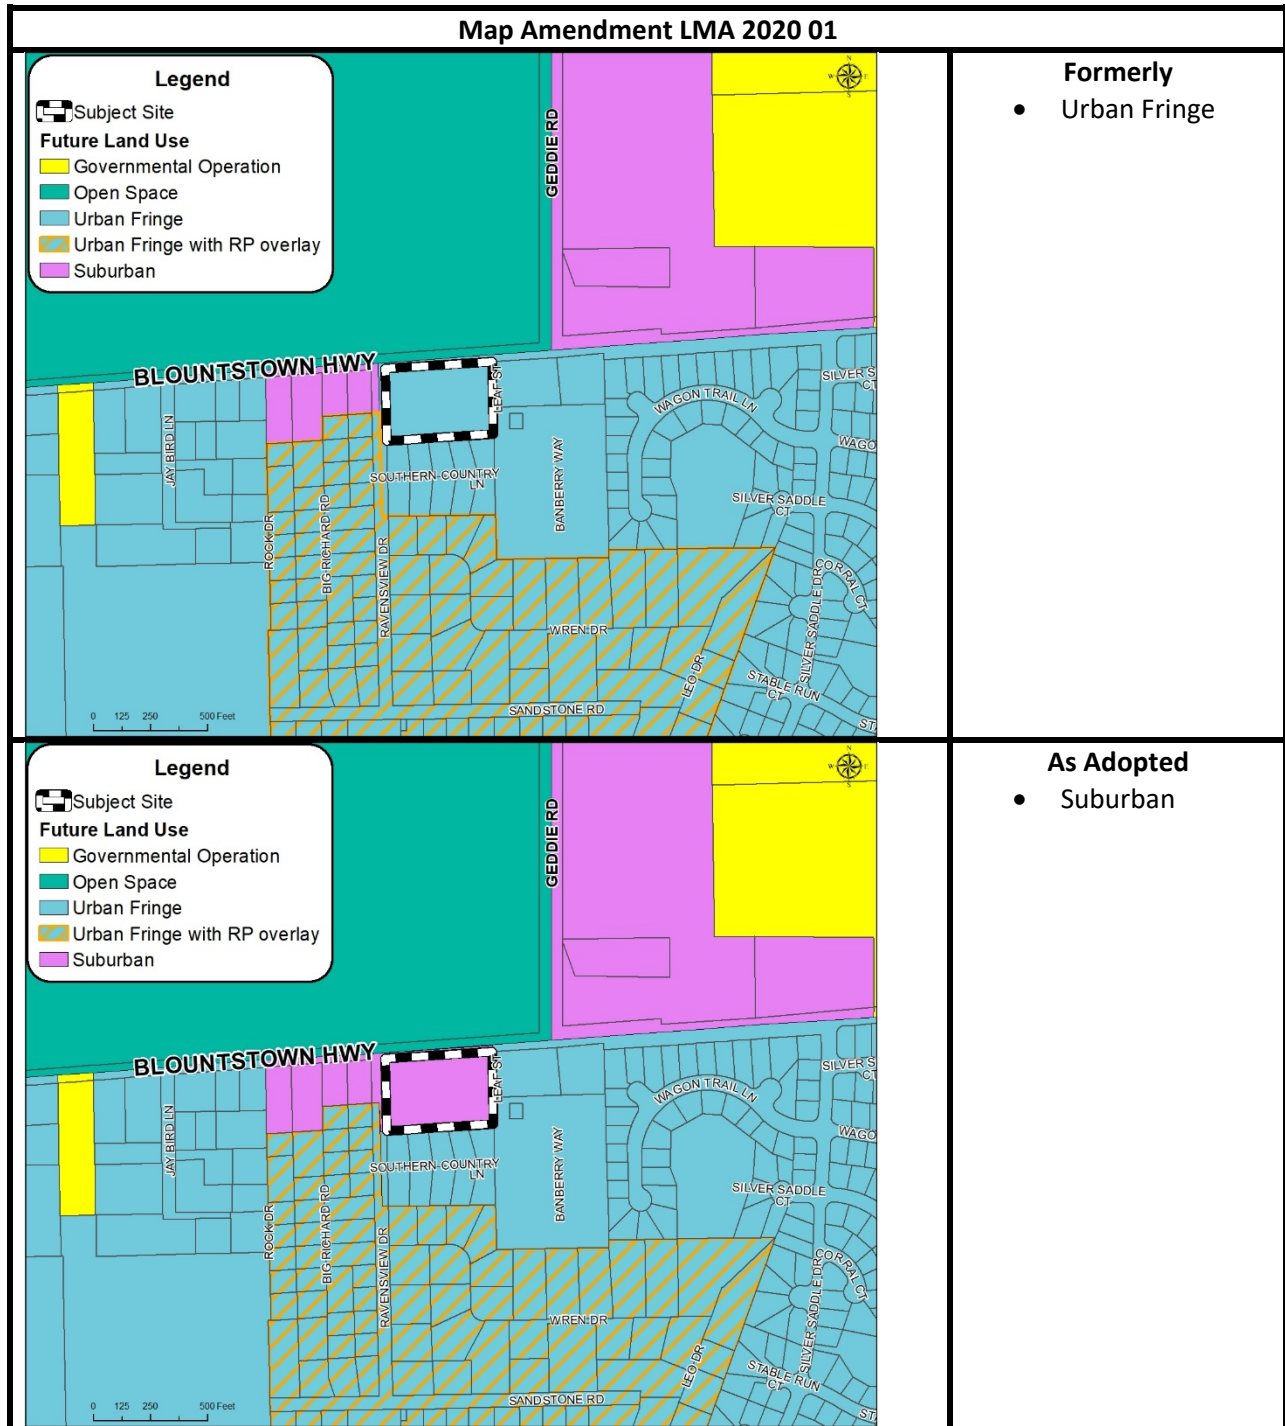 Map Amendment LMA 2020 01
Legend
Subject Site
Future Land Use
Governmental Operation
Open Space
Urban Fringe
Urban Fringe with RP overlay
Suburban
N
W E
S
GEDDIE RD
BLOUNTSTOWN HWY
LEAF ST
JAY BIRD LN
SILVER S
CT
WAGON TRAIL LN
WAGO
SOUTHERN COUNTRY
LN
BANBERRY WAY
SILVER SADDLE
CT
ROCK DR
BIG RICHARD RD
RAVENSVIEW DR
CORRAL CT
SILVER SADDLE DR
WREN DR
LEO DR
STABLE RUN
CT
SANDSTONE RD
ST
0 125 250 500 Feet
Formerly
• Urban Fringe
Legend
Subject Site
Future Land Use
Governmental Operation
Open Space
Urban Fringe
Urban Fringe with RP overlay
Suburban
N
W E
S
GEDDIE RD
BLOUNTSTOWN HWY
LEAF ST
JAY BIRD LN
SILVER S
CT
WAGON TRAIL LN
WAGO
SOUTHERN COUNTRY
LN
BANBERRY WAY
SILVER SADDLE
CT
ROCK DR
BIG RICHARD RD
RAVENSVIEW DR
CORRAL CT
SILVER SADDLE DR
WREN DR
LEO DR
STABLE RUN
CT
SANDSTONE RD
ST
0 125 250 500 Feet
As Adopted
• Suburban